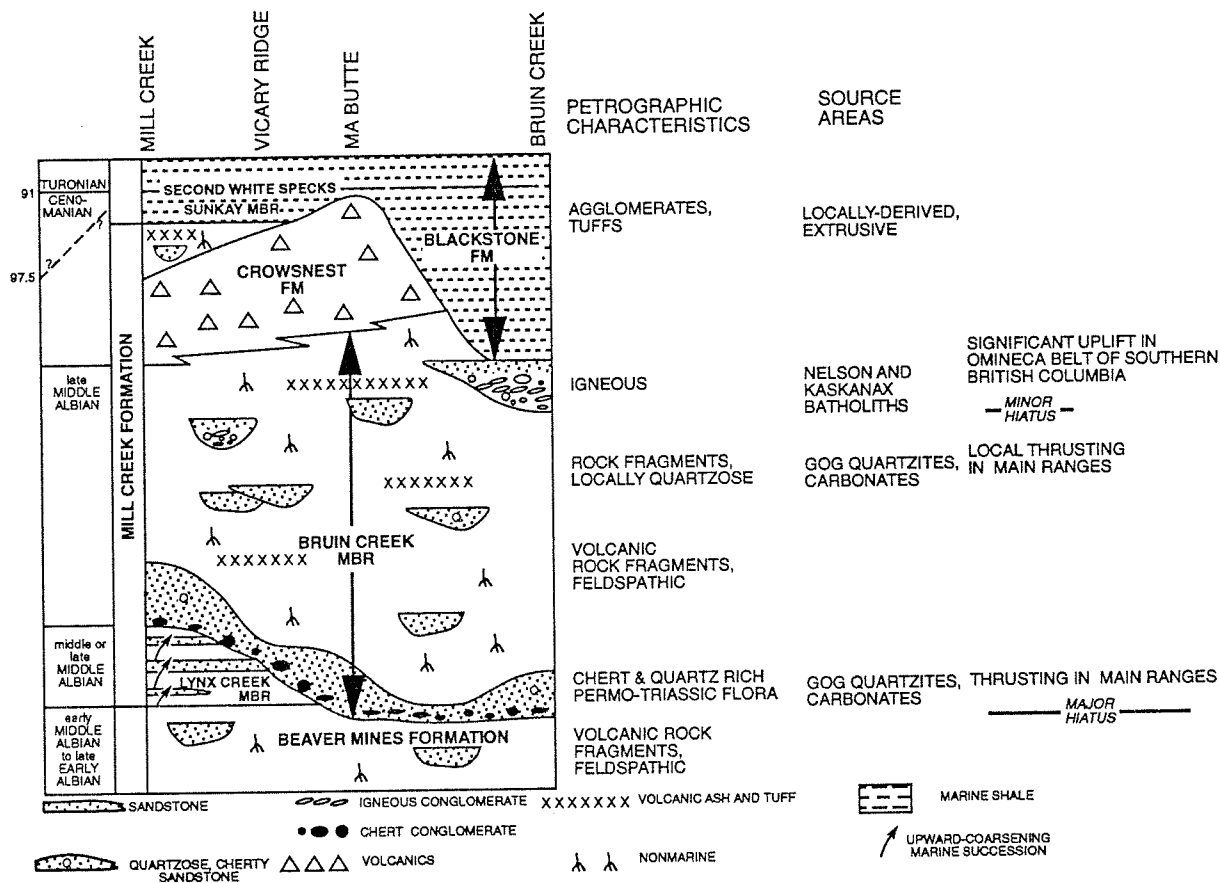 MILL CREEK
VICARY RIDGE
MA BUTTE
BRUIN CREEK
PETROGRAPHIC
CHARACTERISTICS
SOURCE
AREAS
TURONIAN
91
CENO-
MANIAN
?
?
97.5
late
MIDDLE
ALBIAN
middle or
late
MIDDLE
ALBIAN
early
MIDDLE
ALBIAN
to late
EARLY
ALBIAN
MILL CREEK FORMATION
SECOND WHITE SPECKS
SUNKAY MBR
BLACKSTONE
FM
CROWSNEST
FM
BRUIN CREEK
MBR
LYNX CREEK
MBR
BEAVER MINES FORMATION
AGGLOMERATES,
TUFFS
LOCALLY-DERIVED,
EXTRUSIVE
IGNEOUS
NELSON AND
KASKANAX
BATHOLITHS
SIGNIFICANT UPLIFT IN
OMINECA BELT OF SOUTHERN
BRITISH COLUMBIA
MINOR
HIATUS
ROCK FRAGMENTS,
LOCALLY QUARTZOSE
GOG QUARTZITES,
CARBONATES
LOCAL THRUSTING
IN MAIN RANGES
VOLCANIC
ROCK FRAGMENTS,
FELDSPATHIC
CHERT & QUARTZ RICH
PERMO-TRIASSIC FLORA
GOG QUARTZITES,
CARBONATES
THRUSTING IN MAIN RANGES
MAJOR
HIATUS
VOLCANIC ROCK
FRAGMENTS,
FELDSPATHIC
SANDSTONE
IGNEOUS CONGLOMERATE
XXXXXXX VOLCANIC ASH AND TUFF
MARINE SHALE
CHERT CONGLOMERATE
UPWARD-COARSENING
MARINE SUCCESSION
Q
QUARTZOSE, CHERTY
SANDSTONE
VOLCANICS
NONMARINE